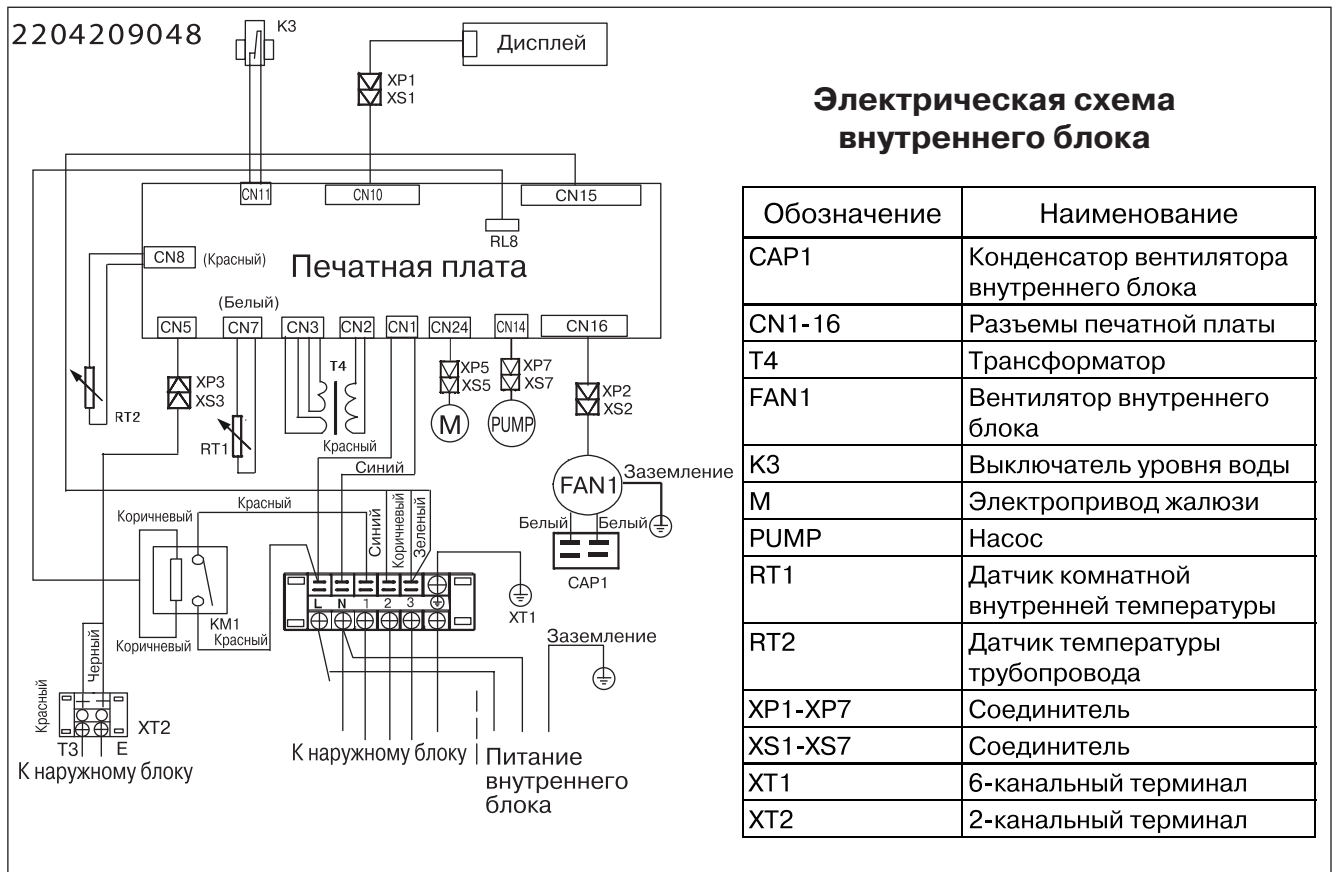 2204209048
K3
Дисплей
XP1
XS1
Электрическая схема
внутреннего блока
CN11
CN10
CN15
RL8
CN8
(Красный)
Печатная плата
(Белый)
CN5
CN7
CN3
CN2
CN1
CN24
CN14
CN16
T4
XP3
XS3
XP5
XS5
XP7
XS7
XP2
XS2
RT2
RT1
M
PUMP
Красный
Синий
FAN1
Заземление
Белый
Белый
CAP1
Красный
Коричневый
Синий
Коричневый
Зеленый
KM1
Красный
Коричневый
L N 1 2 3
XT1
Заземление
Черный
Красный
XT2
T3
E
К наружному блоку
К наружному блоку
Питание
внутреннего
блока
Обозначение Наименование
CAP1 Конденсатор вентилятора
внутреннего блока
CN1-16 Разъемы печатной платы
T4 Трансформатор
FAN1 Вентилятор внутреннего
блока
K3 Выключатель уровня воды
M Электропривод жалюзи
PUMP Насос
RT1 Датчик комнатной
внутренней температуры
RT2 Датчик температуры
трубопровода
XP1-XP7 Соединитель
XS1-XS7 Соединитель
XT1 6-канальный терминал
XT2 2-канальный терминал